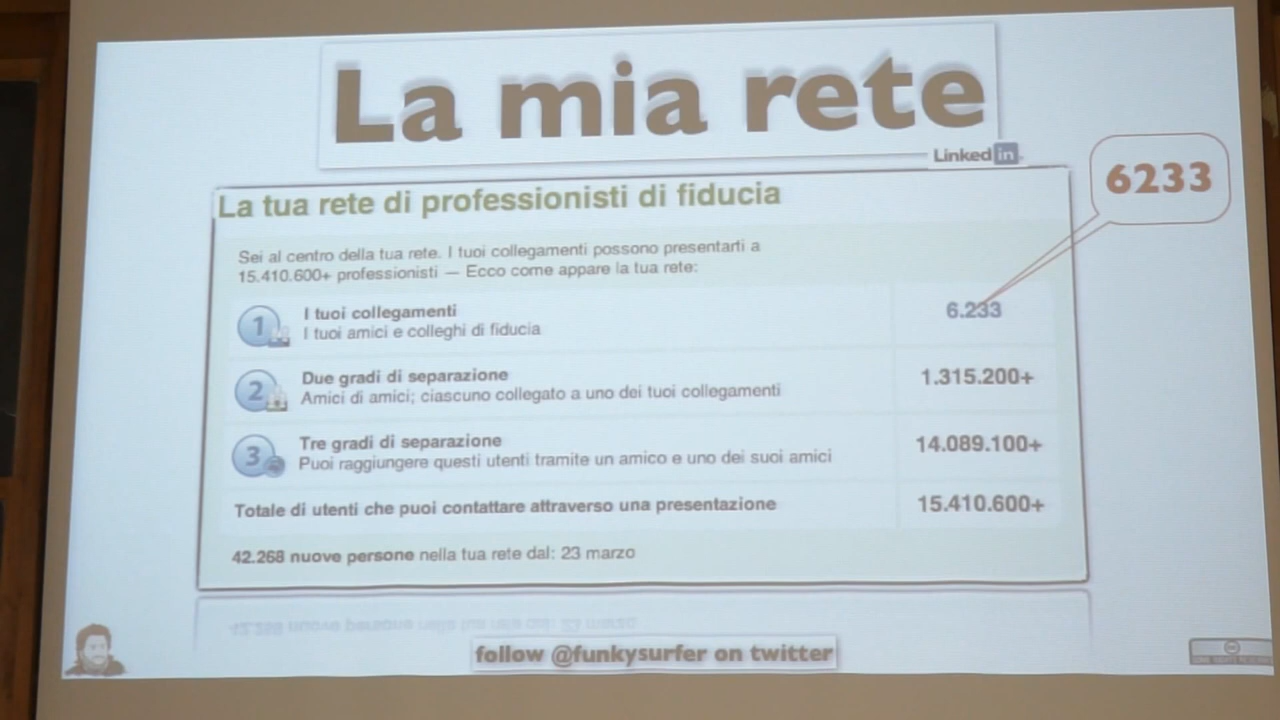 La mia rete
Linked in
6233
La tua rete di professionisti di fiducia
Sei al centro della tua rete. I tuoi collegamenti possono presentarti a
15.410.600+ professionisti — Ecco come appare la tua rete:
1 I tuoi collegamenti 6.233
I tuoi amici e colleghi di fiducia
2 Due gradi di separazione 1.315.200+
Amici di amici; ciascuno collegato a uno dei tuoi collegamenti
3 Tre gradi di separazione 14.089.100+
Puoi raggiungere questi utenti tramite un amico e uno dei suoi amici
Totale di utenti che puoi contattare attraverso una presentazione 15.410.600+
42.268 nuove persone nella tua rete dal: 23 marzo
follow @funkysurfer on twitter